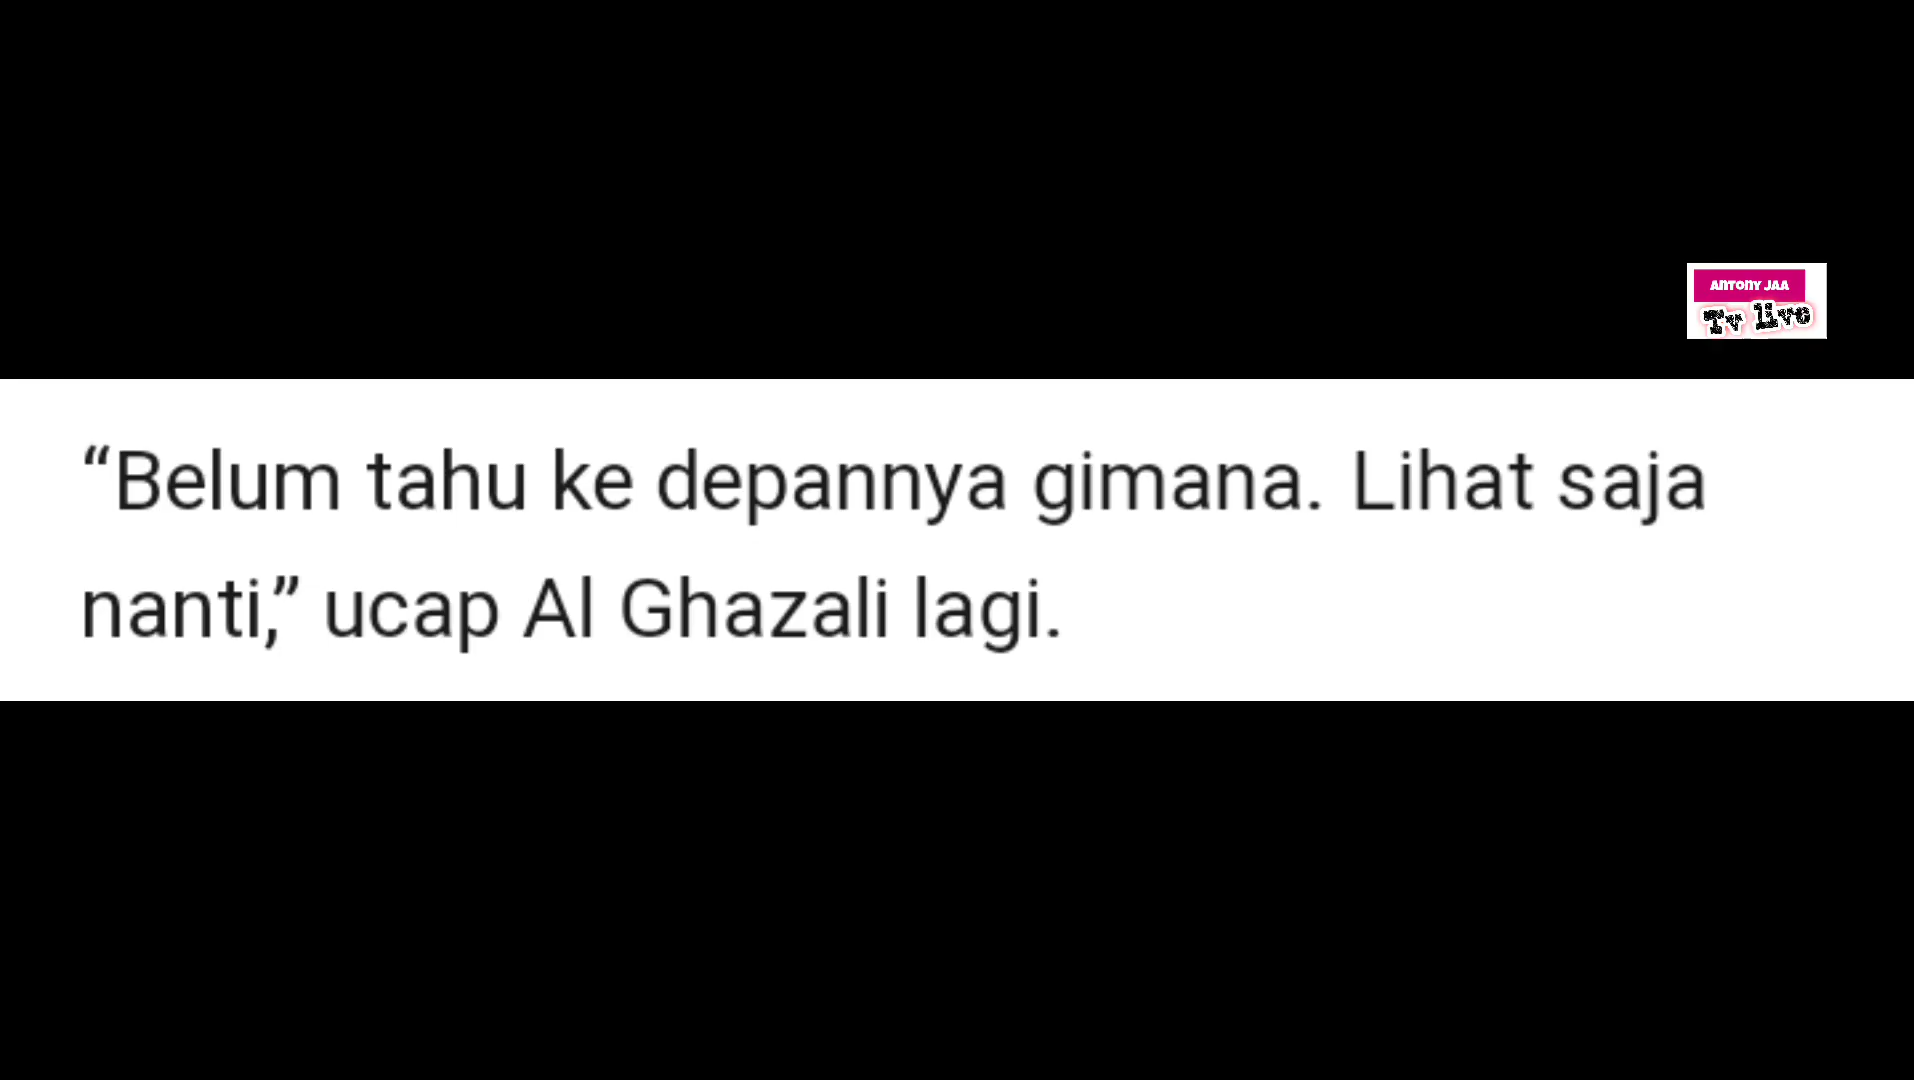 ANTONY JAA
Tv live
“Belum tahu ke depannya gimana. Lihat saja
nanti,” ucap Al Ghazali lagi.